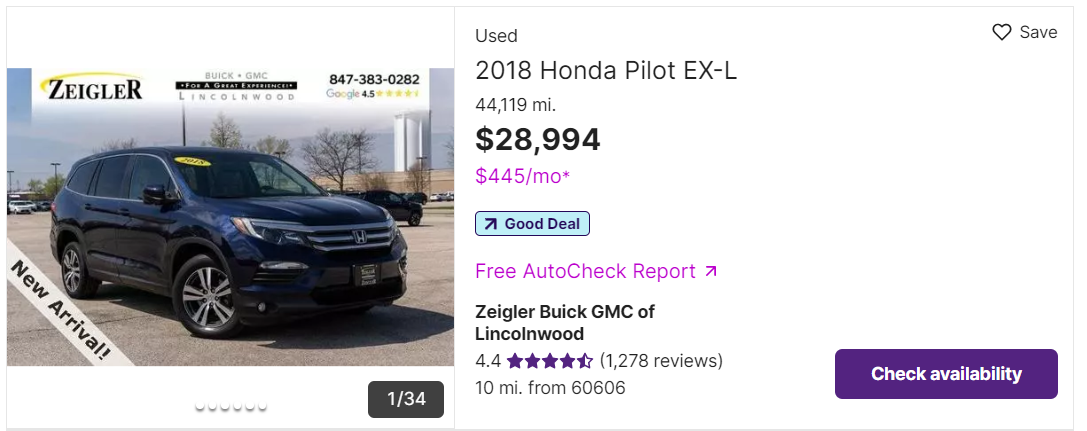 ZEIGLER
BUICK • GMC
• FOR A GREAT EXPERIENCE! •
LINCOLNWOOD
847-383-0282
Google 4.5
2018
New Arrival!
1/34
Used
Save
2018 Honda Pilot EX-L
44,119 mi.
$28,994
$445/mo*
Good Deal
Free AutoCheck Report
Zeigler Buick GMC of
Lincolnwood
4.4 (1,278 reviews)
10 mi. from 60606
Check availability